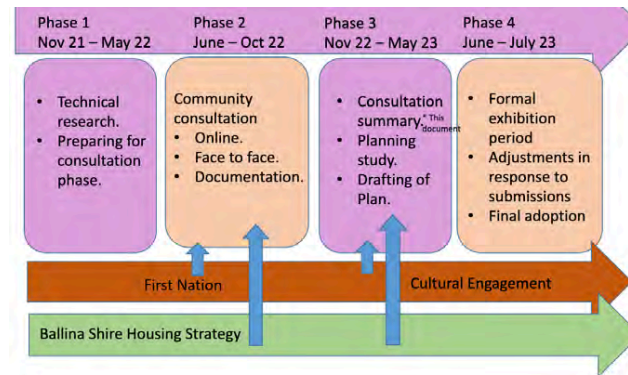 Phase 1
Nov 21 – May 22
Phase 2
June – Oct 22
Phase 3
Nov 22 – May 23
Phase 4
June – July 23
• Technical
research.
• Preparing for
consultation
phase.
Community
consultation
• Online.
• Face to face.
• Documentation.
• Consultation
summary.
* This
document
• Planning
study.
• Drafting of
Plan.
• Formal
exhibition
period
• Adjustments in
response to
submissions
• Final adoption
First Nation
Cultural Engagement
Ballina Shire Housing Strategy